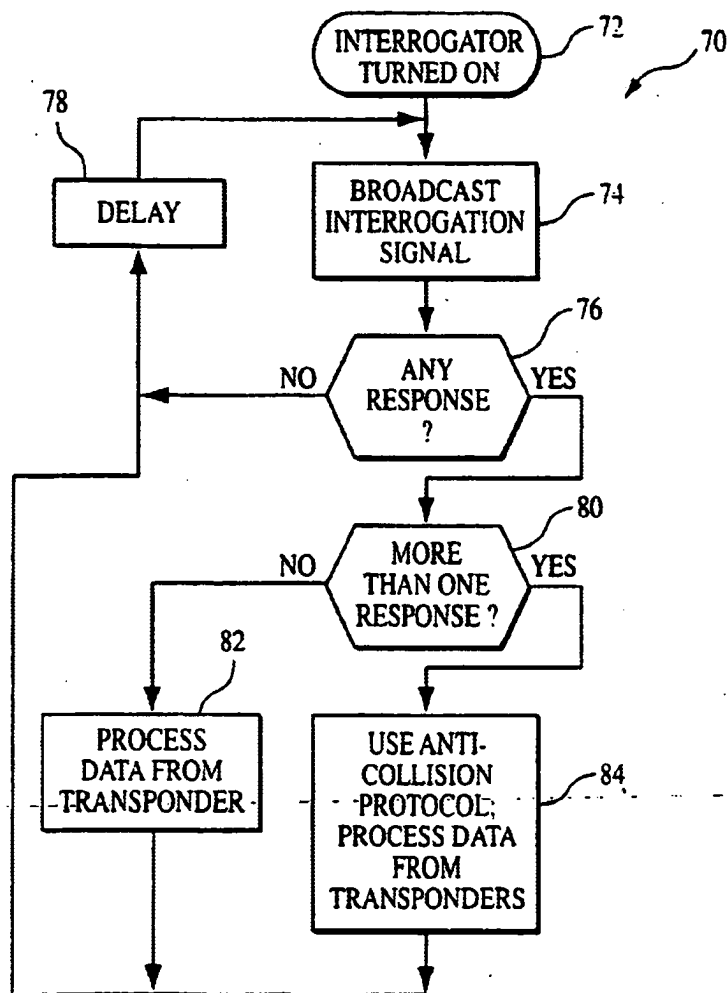 INTERROGATOR
TURNED ON
72
70
78
DELAY
BROADCAST
INTERROGATION
SIGNAL
74
76
NO
ANY
RESPONSE
?
YES
80
NO
MORE
THAN ONE
RESPONSE ?
YES
82
PROCESS
DATA FROM
TRANSPONDER
USE ANTI-
COLLISION
PROTOCOL;
PROCESS DATA
FROM
TRANSPONDERS
84